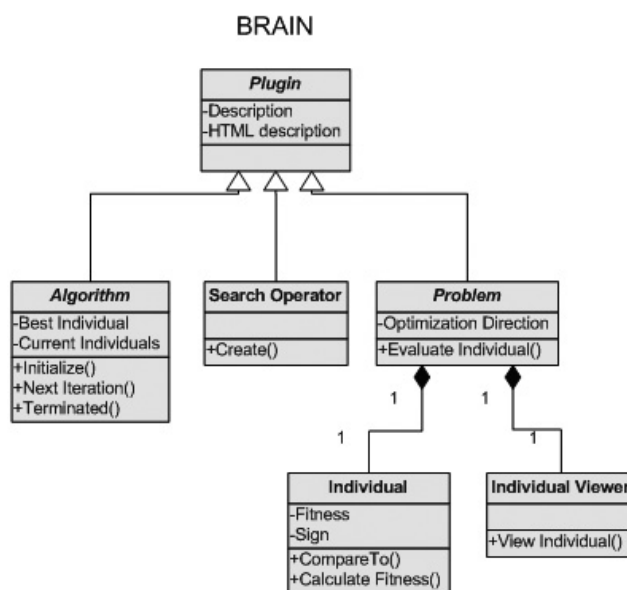 BRAIN
Plugin
-Description
-HTML description
Algorithm
-Best Individual
-Current Individuals
+Initialize()
+Next Iteration()
+Terminated()
Search Operator
+Create()
Problem
-Optimization Direction
+Evaluate Individual()
1
1
1
1
Individual
-Fitness
-Sign
+CompareTo()
+Calculate Fitness()
Individual Viewer
+View Individual()